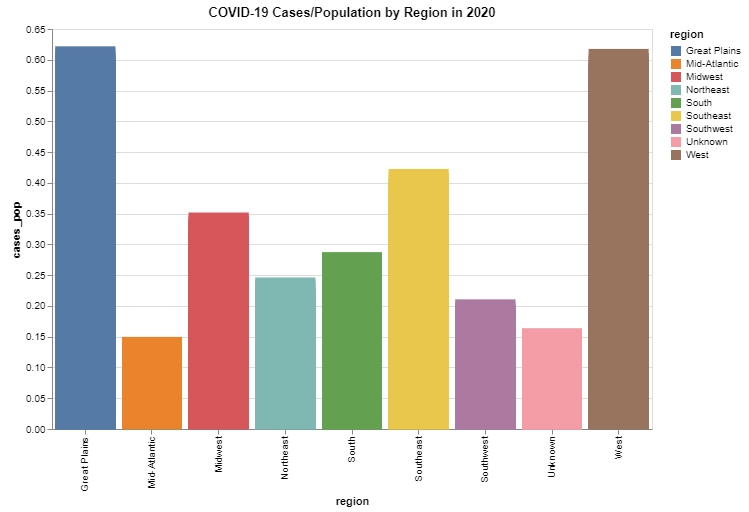 COVID-19 Cases/Population by Region in 2020
0.65
0.60
0.55
0.50
0.45
0.40
0.35
0.30
0.25
0.20
0.15
0.10
0.05
0.00
cases_pop
Great Plains
Mid-Atlantic
Midwest
Northeast
South
Southeast
Southwest
Unknown
West
region
region
Great Plains
Mid-Atlantic
Midwest
Northeast
South
Southeast
Southwest
Unknown
West